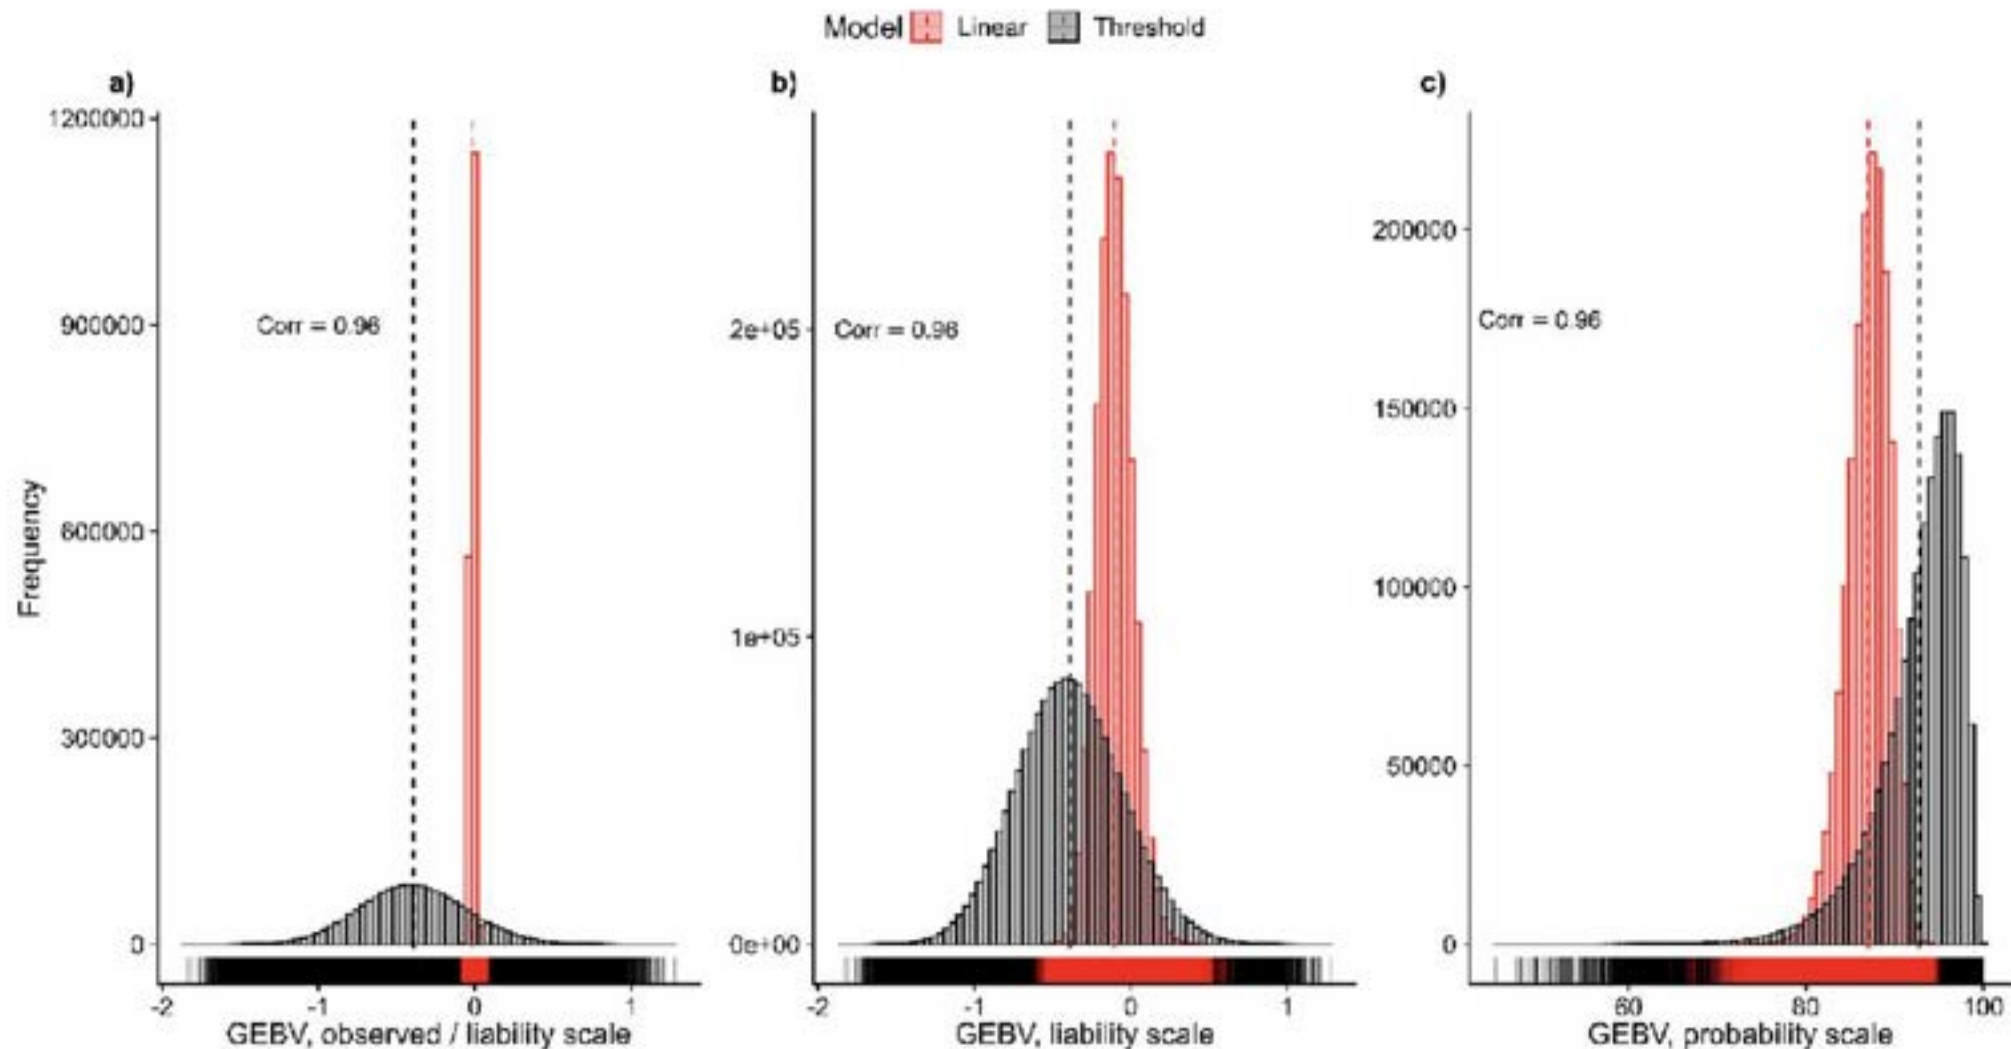 Model Linear Threshold
a)
1200000
900000
600000
300000
0
Frequency
Corr = 0.96
-2 -1 0 1
GEBV, observed / liability scale
b)
2e+05
1e+05
0e+00
Corr = 0.96
-2 -1 0 1
GEBV, liability scale
c)
200000
150000
100000
50000
0
Corr = 0.96
60 80 100
GEBV, probability scale